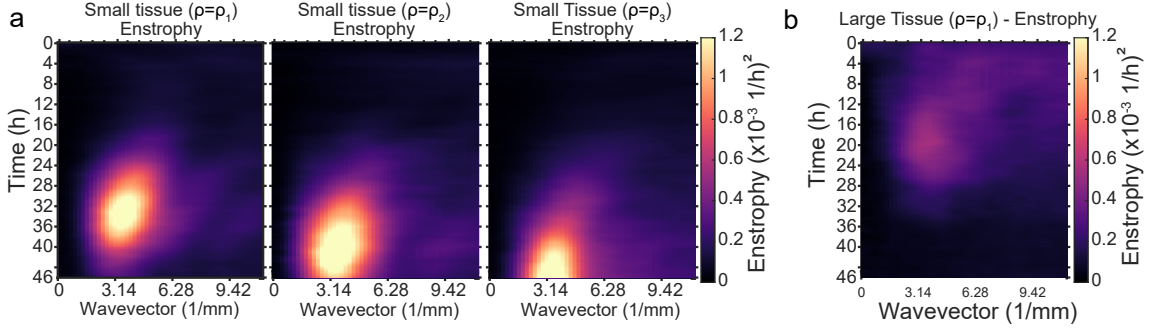 a
Small tissue (ρ=ρ1)
Enstrophy
Small tissue (ρ=ρ2)
Enstrophy
Small Tissue (ρ=ρ3)
Enstrophy
Time (h)
0
4
8
12
16
20
24
28
32
36
40
46
0 3.14 6.28 9.42
Wavevector (1/mm)
0 3.14 6.28 9.42
Wavevector (1/mm)
0 3.14 6.28 9.42
Wavevector (1/mm)
1.2
1
0.8
0.6
0.4
0.2
0
Enstrophy (x10⁻³ 1/h)²
b
Large Tissue (ρ=ρ1) - Enstrophy
Time (h)
0
4
8
12
16
20
24
28
32
36
40
46
0 3.14 6.28 9.42
Wavevector (1/mm)
1.2
1
0.8
0.6
0.4
0.2
0
Enstrophy (x10⁻³ 1/h)²